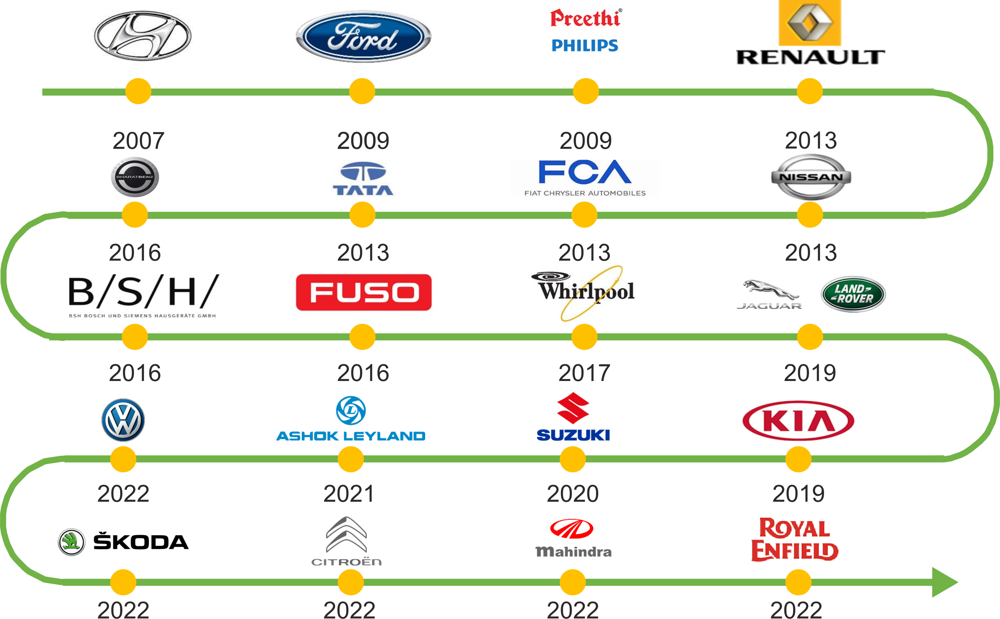 Ford
Preethi®
PHILIPS
RENAULT
2007
2009
2009
2013
BHARATBENZ
TATA
FCA
FIAT CHRYSLER AUTOMOBILES
NISSAN
2016
2013
2013
2013
B/S/H/
BSH BOSCH UND SIEMENS HAUSGERÄTE GMBH
FUSO
Whirlpool
JAGUAR
LAND-
-ROVER
2016
2016
2017
2019
VW
L
ASHOK LEYLAND
SUZUKI
KIA
2022
2021
2020
2019
ŠKODA
CITROËN
Mahindra
ROYAL
ENFIELD
2022
2022
2022
2022